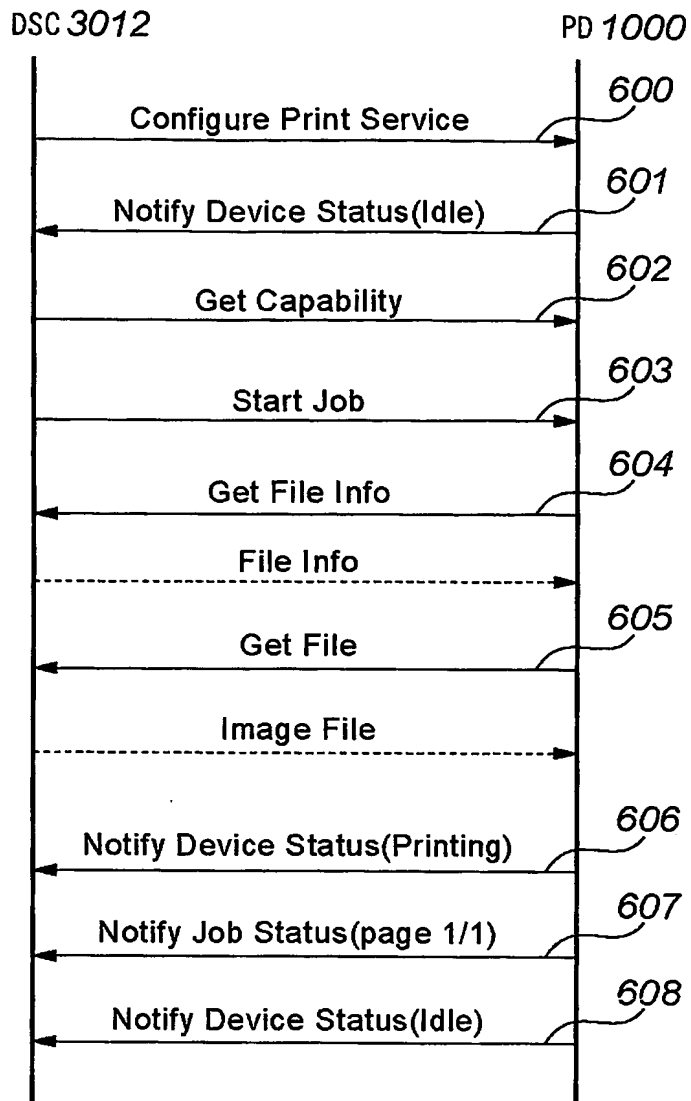 DSC 3012 PD 1000
600
Configure Print Service
601
Notify Device Status(Idle)
602
Get Capability
603
Start Job
604
Get File Info
File Info
605
Get File
Image File
606
Notify Device Status(Printing)
607
Notify Job Status(page 1/1)
608
Notify Device Status(Idle)